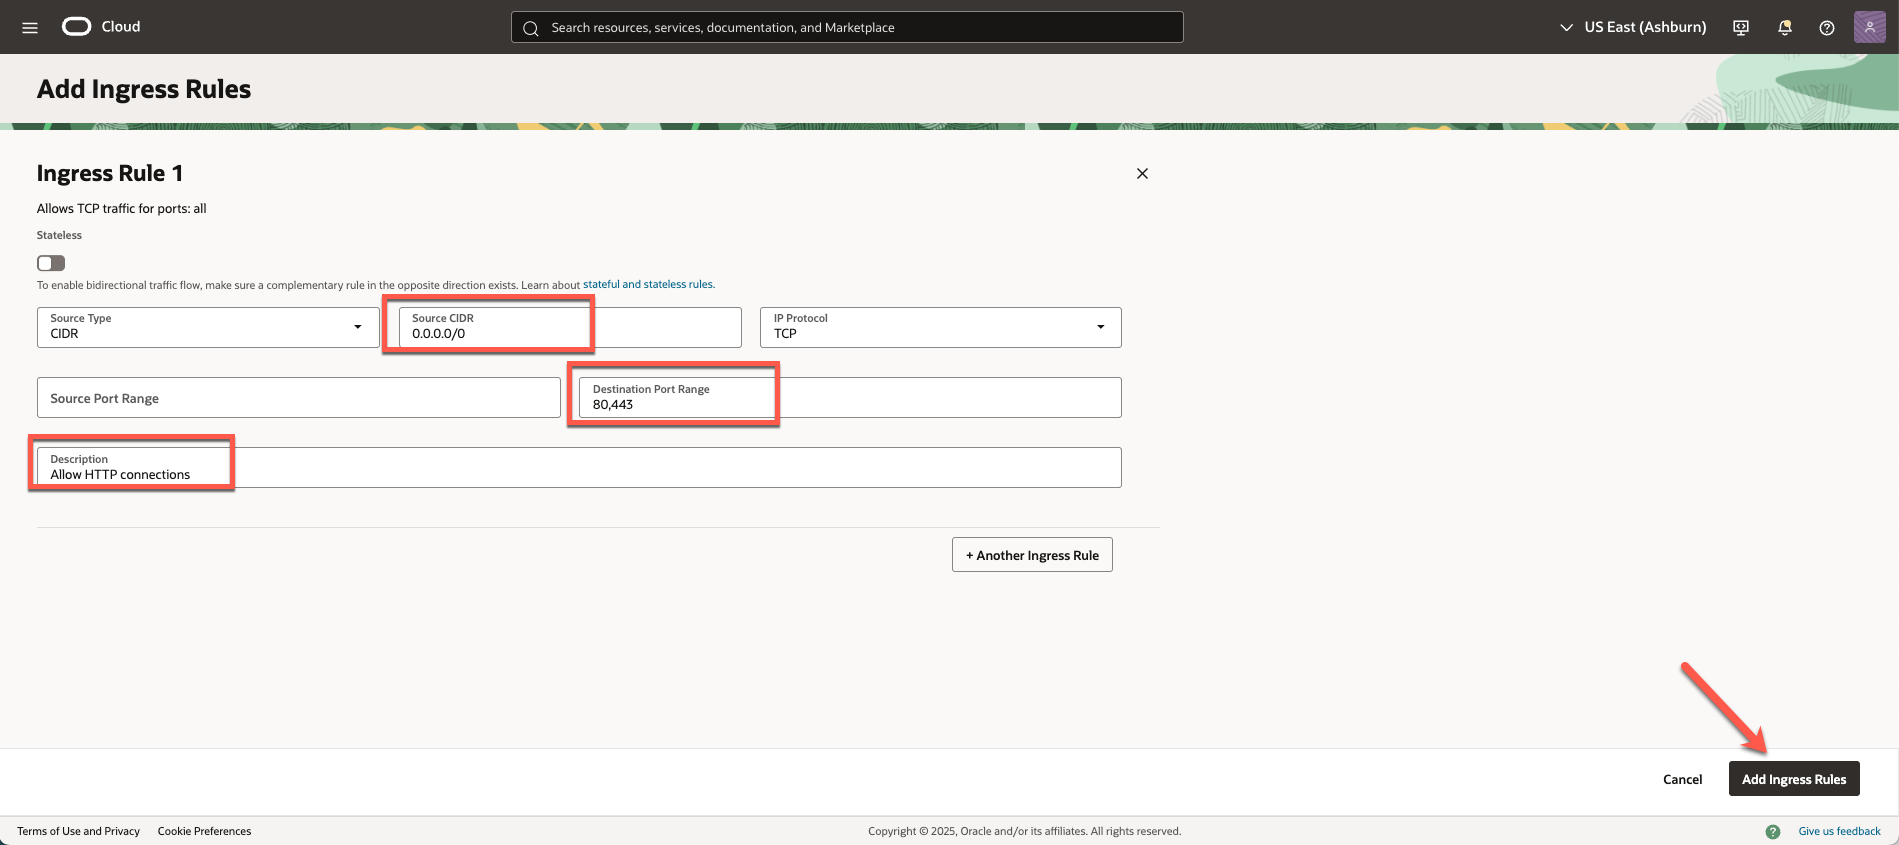 Cloud
Search resources, services, documentation, and Marketplace
US East (Ashburn)
Add Ingress Rules
Ingress Rule 1
Allows TCP traffic for ports: all
Stateless
To enable bidirectional traffic flow, make sure a complementary rule in the opposite direction exists. Learn about stateful and stateless rules.
Source Type
CIDR
Source CIDR
0.0.0.0/0
IP Protocol
TCP
Source Port Range
Destination Port Range
80,443
Description
Allow HTTP connections
+ Another Ingress Rule
Cancel
Add Ingress Rules
Terms of Use and Privacy
Cookie Preferences
Copyright © 2025, Oracle and/or its affiliates. All rights reserved.
Give us feedback